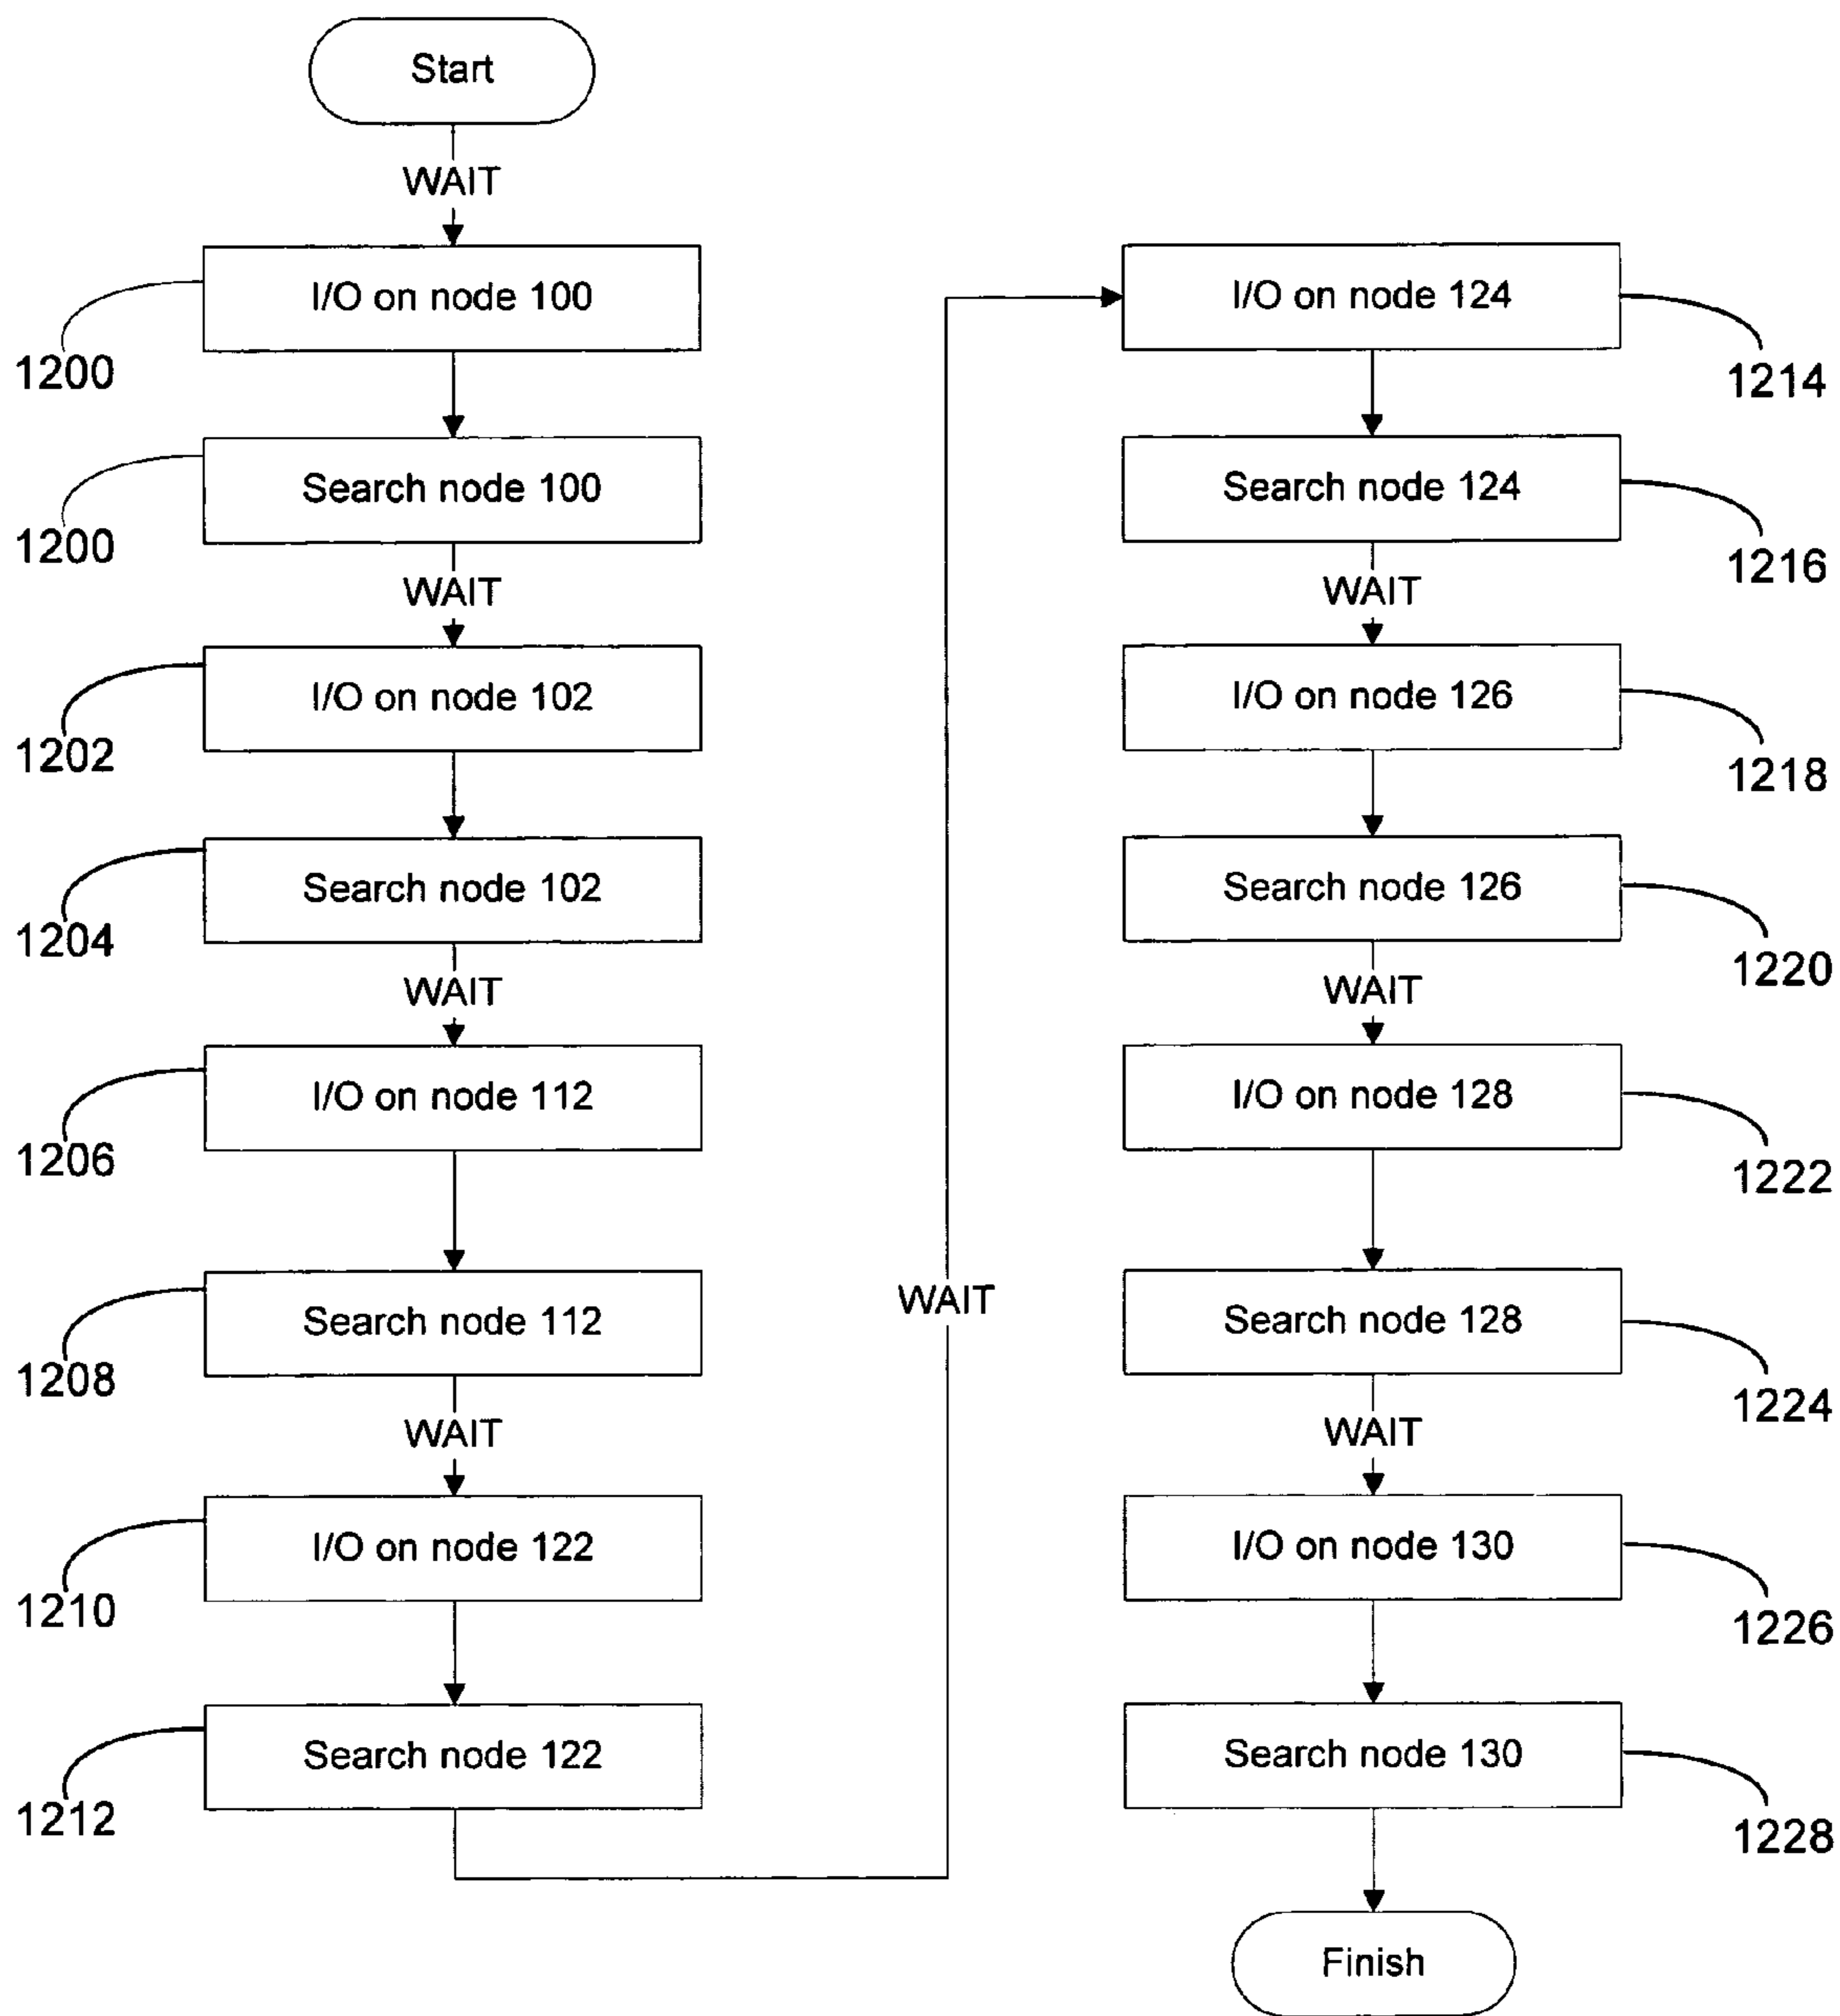 Start
WAIT
I/O on node 100
1200
Search node 100
1200
WAIT
I/O on node 102
1202
Search node 102
1204
WAIT
I/O on node 112
1206
Search node 112
1208
WAIT
I/O on node 122
1210
Search node 122
1212
WAIT
I/O on node 124
1214
Search node 124
1216
WAIT
I/O on node 126
1218
Search node 126
1220
WAIT
I/O on node 128
1222
Search node 128
1224
WAIT
I/O on node 130
1226
Search node 130
1228
Finish